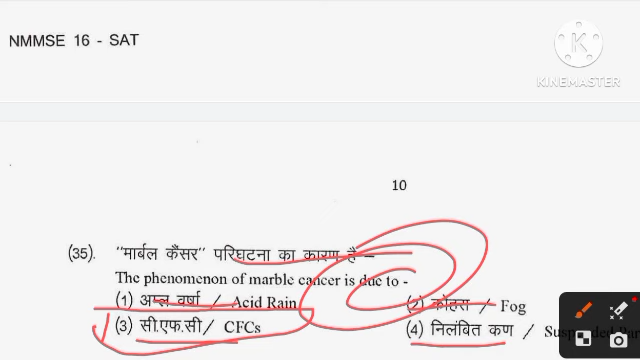 NMMSE 16 - SAT
KINEMASTER
10
(35). "मार्बल कैंसर" परिघटना का कारण है –
The phenomenon of marble cancer is due to -
(1) अम्ल वर्षा / Acid Rain (2) कोहरा / Fog
(3) सी.एफ.सी/ CFCs (4) निलंबित कण /